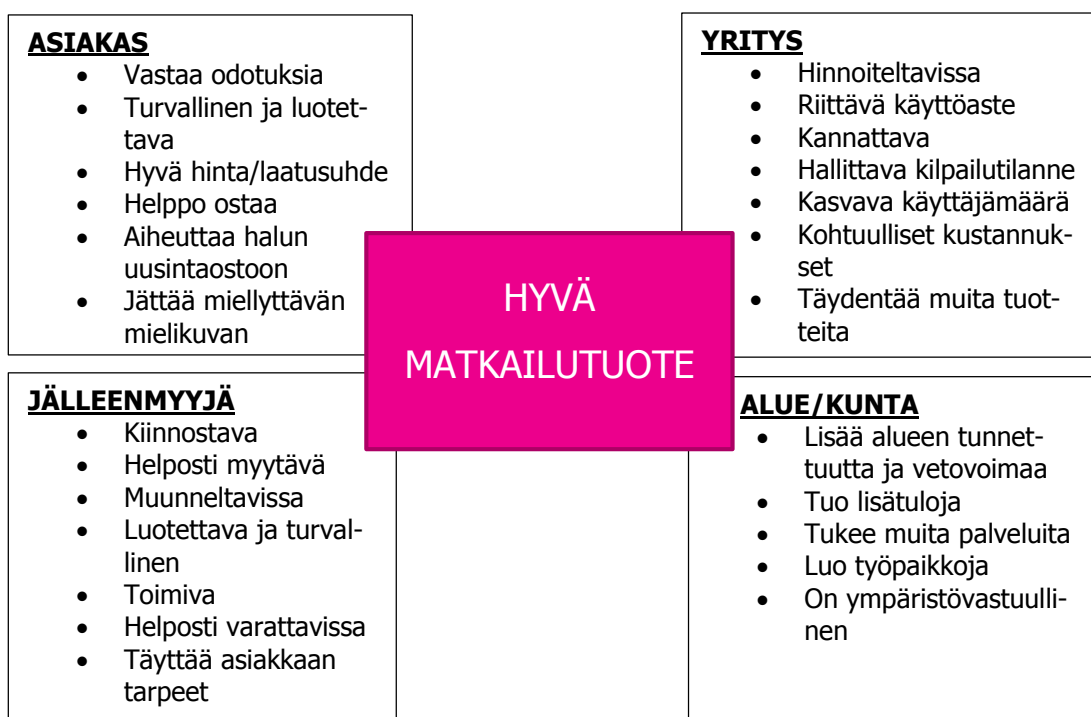 ASIAKAS
• Vastaa odotuksia
• Turvallinen ja luotet-
tava
• Hyvä hinta/laatusuhde
• Helppo ostaa
• Aiheuttaa halun
uusintaostoon
• Jättää miellyttävän
mielikuvan
YRITYS
• Hinnoiteltavissa
• Riittävä käyttöaste
• Kannattava
• Hallittava kilpailutilanne
• Kasvava käyttäjämäärä
• Kohtuulliset kustannuk-
set
• Täydentää muita tuot-
teita
HYVÄ
MATKAILUTUOTE
JÄLLEENMYYJÄ
• Kiinnostava
• Helposti myytävä
• Muunneltavissa
• Luotettava ja turval-
linen
• Toimiva
• Helposti varattavissa
• Täyttää asiakkaan
tarpeet
ALUE/KUNTA
• Lisää alueen tunnet-
tuutta ja vetovoimaa
• Tuo lisätuloja
• Tukee muita palveluita
• Luo työpaikkoja
• On ympäristövastuulli-
nen